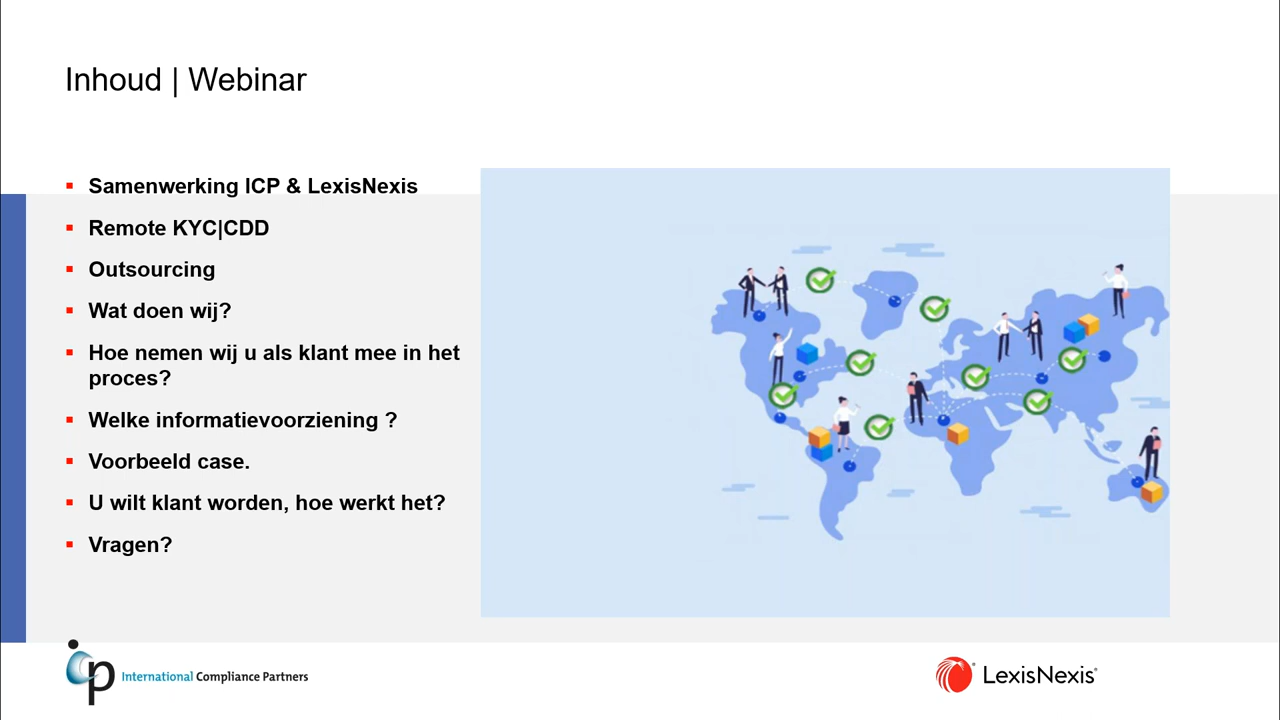 Inhoud | Webinar
Samenwerking ICP & LexisNexis
Remote KYC|CDD
Outsourcing
Wat doen wij?
Hoe nemen wij u als klant mee in het
proces?
Welke informatievoorziening ?
Voorbeeld case.
U wilt klant worden, hoe werkt het?
Vragen?
icp International Compliance Partners
LexisNexis®